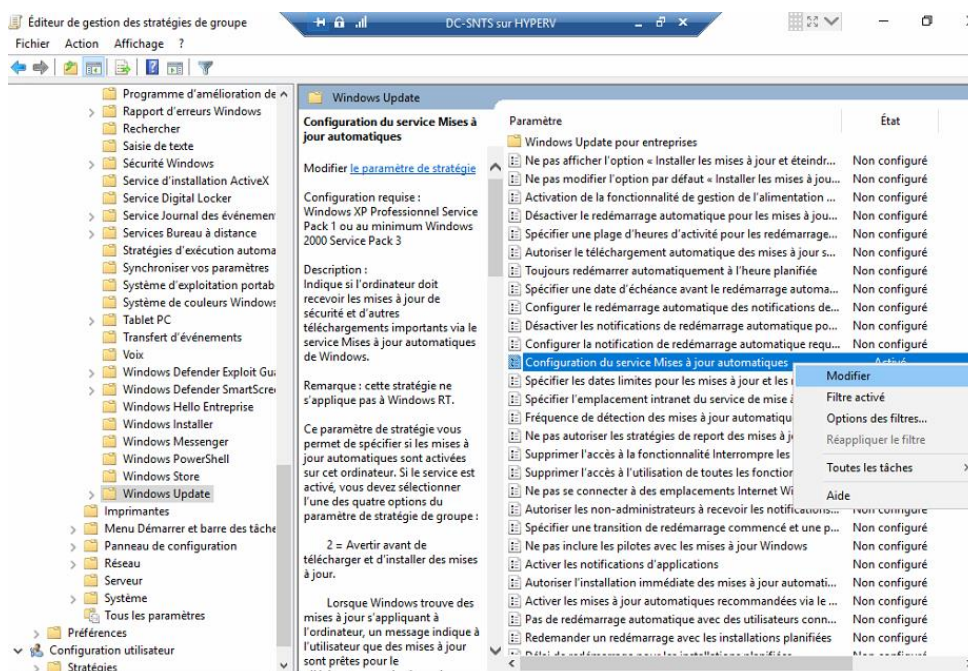 Éditeur de gestion des stratégies de groupe
DC-SNTS sur HYPERV
Fichier Action Affichage ?
Programme d'amélioration de
Rapport d'erreurs Windows
Rechercher
Saisie de texte
Sécurité Windows
Service d'installation ActiveX
Service Digital Locker
Service Journal des événemen
Services Bureau à distance
Stratégies d'exécution automa
Synchroniser vos paramètres
Système d'exploitation portab
Système de couleurs Windows
Tablet PC
Transfert d'événements
Voix
Windows Defender Exploit Gu
Windows Defender SmartScre
Windows Hello Entreprise
Windows Installer
Windows Messenger
Windows PowerShell
Windows Store
Windows Update
Imprimantes
Menu Démarrer et barre des tâche
Panneau de configuration
Réseau
Serveur
Système
Tous les paramètres
Préférences
Configuration utilisateur
Stratégies
Windows Update
Configuration du service Mises à
jour automatiques
Modifier le paramètre de stratégie
Configuration requise :
Windows XP Professionnel Service
Pack 1 ou au minimum Windows
2000 Service Pack 3
Description :
Indique si l'ordinateur doit
recevoir les mises à jour de
sécurité et d'autres
téléchargements importants via le
service Mises à jour automatiques
de Windows.
Remarque : cette stratégie ne
s'applique pas à Windows RT.
Ce paramètre de stratégie vous
permet de spécifier si les mises à
jour automatiques sont activées
sur cet ordinateur. Si le service est
activé, vous devez sélectionner
l'une des quatre options du
paramètre de stratégie de groupe :
2 = Avertir avant de
télécharger et d'installer des mises
à jour.
Lorsque Windows trouve des
mises à jour s'appliquant à
l'ordinateur, un message indique à
l'utilisateur que des mises à jour
sont prêtes pour le
Paramètre État
Windows Update pour entreprises
Ne pas afficher l'option « Installer les mises à jour et éteindr... Non configuré
Ne pas modifier l'option par défaut « Installer les mises à jou... Non configuré
Activation de la fonctionnalité de gestion de l'alimentation ... Non configuré
Désactiver le redémarrage automatique pour les mises à jou... Non configuré
Spécifier une plage d'heures d'activité pour les redémarrage... Non configuré
Autoriser le téléchargement automatique des mises à jour s... Non configuré
Toujours redémarrer automatiquement à l'heure planifiée Non configuré
Spécifier une date d'échéance avant le redémarrage automa... Non configuré
Configurer le redémarrage automatique des notifications de... Non configuré
Désactiver les notifications de redémarrage automatique po... Non configuré
Configurer la notification de redémarrage automatique requ... Non configuré
Configuration du service Mises à jour automatiques Activé
Spécifier les dates limites pour les mises à jour et les
Spécifier l'emplacement intranet du service de mise à
Fréquence de détection des mises à jour automatiqu
Ne pas autoriser les stratégies de report des mises à j
Supprimer l'accès à la fonctionnalité Interrompre les
Supprimer l'accès à l'utilisation de toutes les fonction
Ne pas se connecter à des emplacements Internet Wi
Autoriser les non-administrateurs à recevoir les notifications... Non configuré
Spécifier une transition de redémarrage commencé et une p... Non configuré
Ne pas inclure les pilotes avec les mises à jour Windows Non configuré
Activer les notifications d'applications Non configuré
Autoriser l'installation immédiate des mises à jour automati... Non configuré
Activer les mises à jour automatiques recommandées via le ... Non configuré
Pas de redémarrage automatique avec des utilisateurs conn... Non configuré
Redemander un redémarrage avec les installations planifiées Non configuré
Modifier
Filtre activé
Options des filtres...
Réappliquer le filtre
Toutes les tâches
Aide